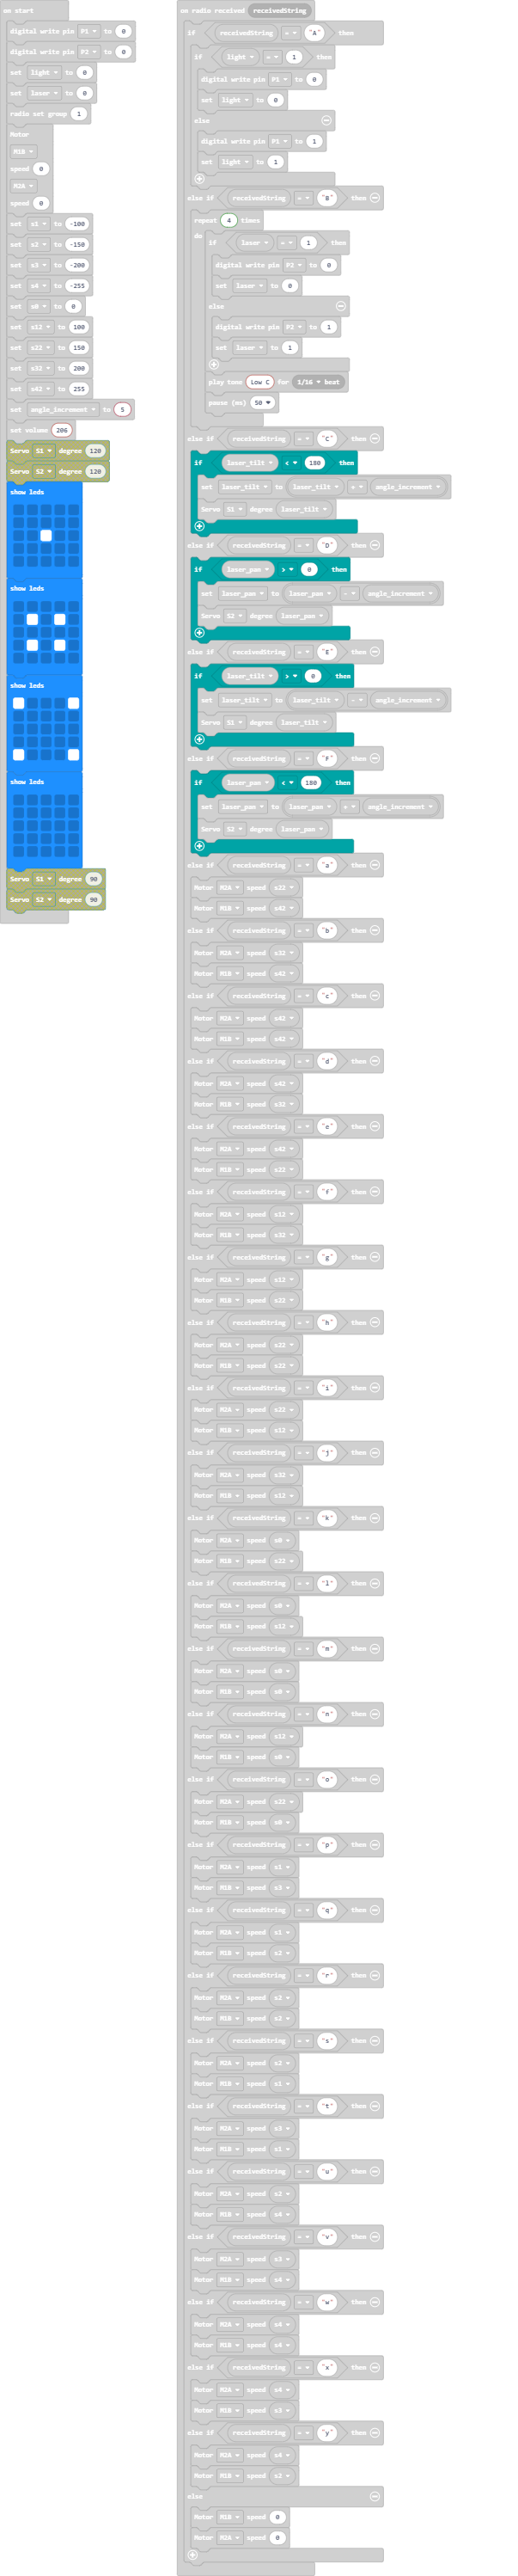 on start
digital write pin P1 to 0
digital write pin P2 to 0
set light to 0
set laser to 0
radio set group 1
Motor
M1B
speed 0
M2A
speed 0
set s1 to -100
set s2 to -150
set s3 to -200
set s4 to -255
set s0 to 0
set s12 to 100
set s22 to 150
set s32 to 200
set s42 to 255
set angle_increment to 5
set volume 206
Servo S1 degree 120
Servo S2 degree 120
show leds
show leds
show leds
show leds
Servo S1 degree 90
Servo S2 degree 90
on radio received receivedString
if receivedString = "A" then
if light = 1 then
digital write pin P1 to 0
set light to 0
else
digital write pin P1 to 1
set light to 1
else if receivedString = "B" then
repeat 4 times
do if laser = 1 then
digital write pin P2 to 0
set laser to 0
else
digital write pin P2 to 1
set laser to 1
play tone Low C for 1/16 beat
pause (ms) 50
else if receivedString = "C" then
if laser_tilt < 180 then
set laser_tilt to laser_tilt + angle_increment
Servo S1 degree laser_tilt
else if receivedString = "D" then
if laser_pan > 0 then
set laser_pan to laser_pan - angle_increment
Servo S2 degree laser_pan
else if receivedString = "E" then
if laser_tilt > 0 then
set laser_tilt to laser_tilt - angle_increment
Servo S1 degree laser_tilt
else if receivedString = "F" then
if laser_pan < 180 then
set laser_pan to laser_pan + angle_increment
Servo S2 degree laser_pan
else if receivedString = "a" then
Motor M2A speed s22
Motor M1B speed s42
else if receivedString = "b" then
Motor M2A speed s32
Motor M1B speed s42
else if receivedString = "c" then
Motor M2A speed s42
Motor M1B speed s42
else if receivedString = "d" then
Motor M2A speed s42
Motor M1B speed s32
else if receivedString = "e" then
Motor M2A speed s42
Motor M1B speed s22
else if receivedString = "f" then
Motor M2A speed s12
Motor M1B speed s32
else if receivedString = "g" then
Motor M2A speed s12
Motor M1B speed s22
else if receivedString = "h" then
Motor M2A speed s22
Motor M1B speed s22
else if receivedString = "i" then
Motor M2A speed s22
Motor M1B speed s12
else if receivedString = "j" then
Motor M2A speed s32
Motor M1B speed s12
else if receivedString = "k" then
Motor M2A speed s0
Motor M1B speed s22
else if receivedString = "l" then
Motor M2A speed s0
Motor M1B speed s12
else if receivedString = "m" then
Motor M2A speed s0
Motor M1B speed s0
else if receivedString = "n" then
Motor M2A speed s12
Motor M1B speed s0
else if receivedString = "o" then
Motor M2A speed s22
Motor M1B speed s0
else if receivedString = "p" then
Motor M2A speed s1
Motor M1B speed s3
else if receivedString = "q" then
Motor M2A speed s1
Motor M1B speed s2
else if receivedString = "r" then
Motor M2A speed s2
Motor M1B speed s2
else if receivedString = "s" then
Motor M2A speed s2
Motor M1B speed s1
else if receivedString = "t" then
Motor M2A speed s3
Motor M1B speed s1
else if receivedString = "u" then
Motor M2A speed s2
Motor M1B speed s4
else if receivedString = "v" then
Motor M2A speed s3
Motor M1B speed s4
else if receivedString = "w" then
Motor M2A speed s4
Motor M1B speed s4
else if receivedString = "x" then
Motor M2A speed s4
Motor M1B speed s3
else if receivedString = "y" then
Motor M2A speed s4
Motor M1B speed s2
else
Motor M1B speed 0
Motor M2A speed 0